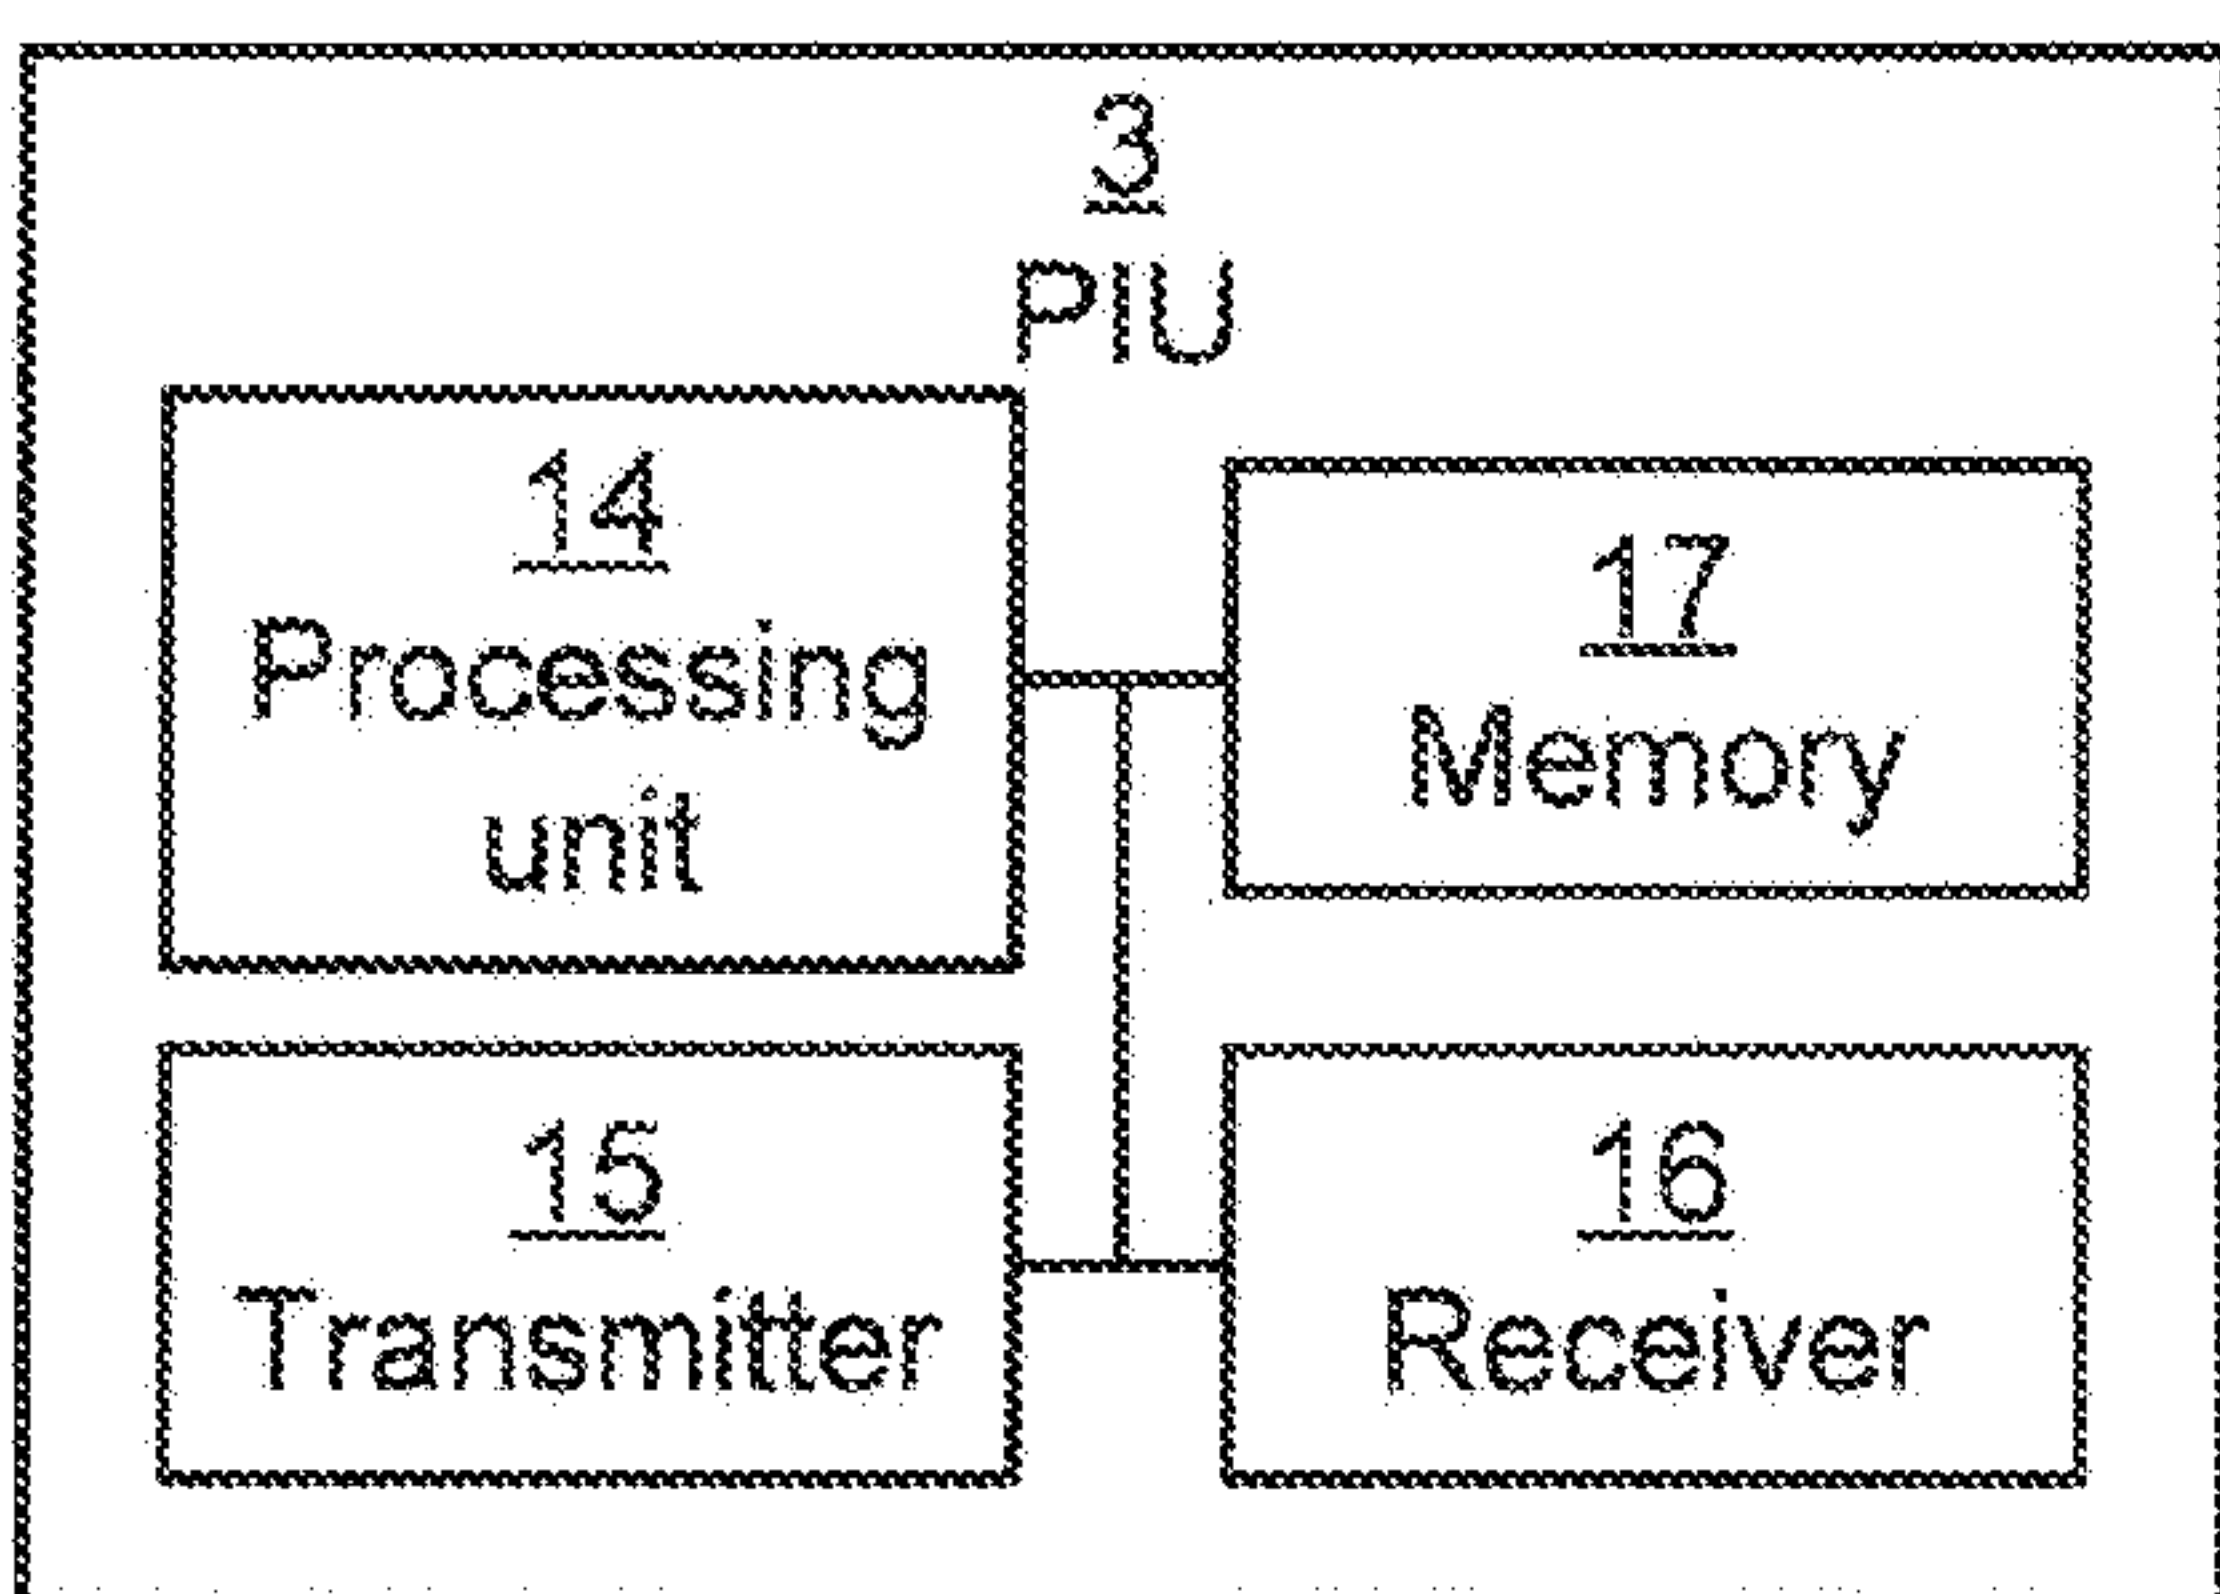 3
PIU
14
Processing
unit
17
Memory
15
Transmitter
16
Receiver